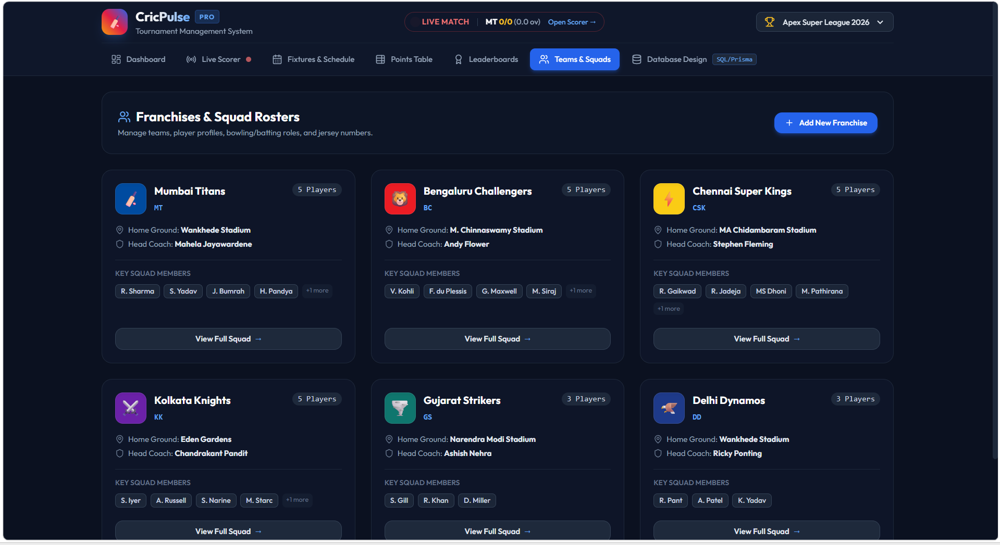 CricPulse PRO
Tournament Management System
LIVE MATCH MT 0/0 (0.0 ov) Open Scorer →
Apex Super League 2026
Dashboard Live Scorer Fixtures & Schedule Points Table Leaderboards Teams & Squads Database Design SQL/Prisma
Franchises & Squad Rosters
Manage teams, player profiles, bowling/batting roles, and jersey numbers.
+ Add New Franchise
Mumbai Titans 5 Players
MT
Home Ground: Wankhede Stadium
Head Coach: Mahela Jayawardene
KEY SQUAD MEMBERS
R. Sharma S. Yadav J. Bumrah H. Pandya +1 more
View Full Squad →
Bengaluru Challengers 5 Players
BC
Home Ground: M. Chinnaswamy Stadium
Head Coach: Andy Flower
KEY SQUAD MEMBERS
V. Kohli F. du Plessis G. Maxwell M. Siraj +1 more
View Full Squad →
Chennai Super Kings 5 Players
CSK
Home Ground: MA Chidambaram Stadium
Head Coach: Stephen Fleming
KEY SQUAD MEMBERS
R. Gaikwad R. Jadeja MS Dhoni M. Pathirana
+1 more
View Full Squad →
Kolkata Knights 5 Players
KK
Home Ground: Eden Gardens
Head Coach: Chandrakant Pandit
KEY SQUAD MEMBERS
S. Iyer A. Russell S. Narine M. Starc +1 more
View Full Squad →
Gujarat Strikers 3 Players
GS
Home Ground: Narendra Modi Stadium
Head Coach: Ashish Nehra
KEY SQUAD MEMBERS
S. Gill R. Khan D. Miller
View Full Squad →
Delhi Dynamos 3 Players
DD
Home Ground: Wankhede Stadium
Head Coach: Ricky Ponting
KEY SQUAD MEMBERS
R. Pant A. Patel K. Yadav
View Full Squad →